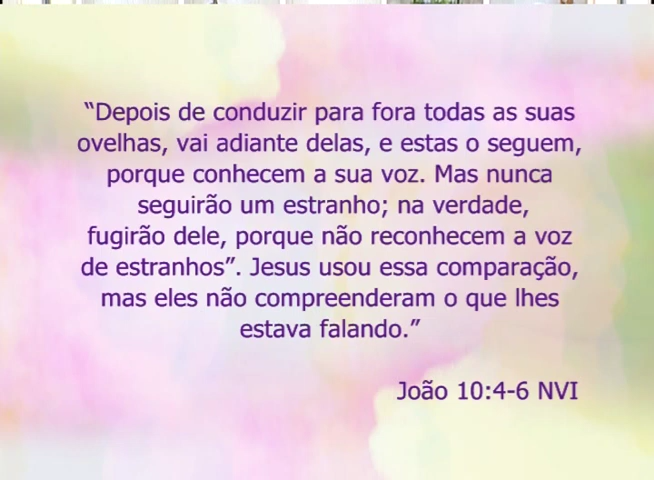 “Depois de conduzir para fora todas as suas
ovelhas, vai adiante delas, e estas o seguem,
porque conhecem a sua voz. Mas nunca
seguirão um estranho; na verdade,
fugirão dele, porque não reconhecem a voz
de estranhos”. Jesus usou essa comparação,
mas eles não compreenderam o que lhes
estava falando.”
João 10:4-6 NVI